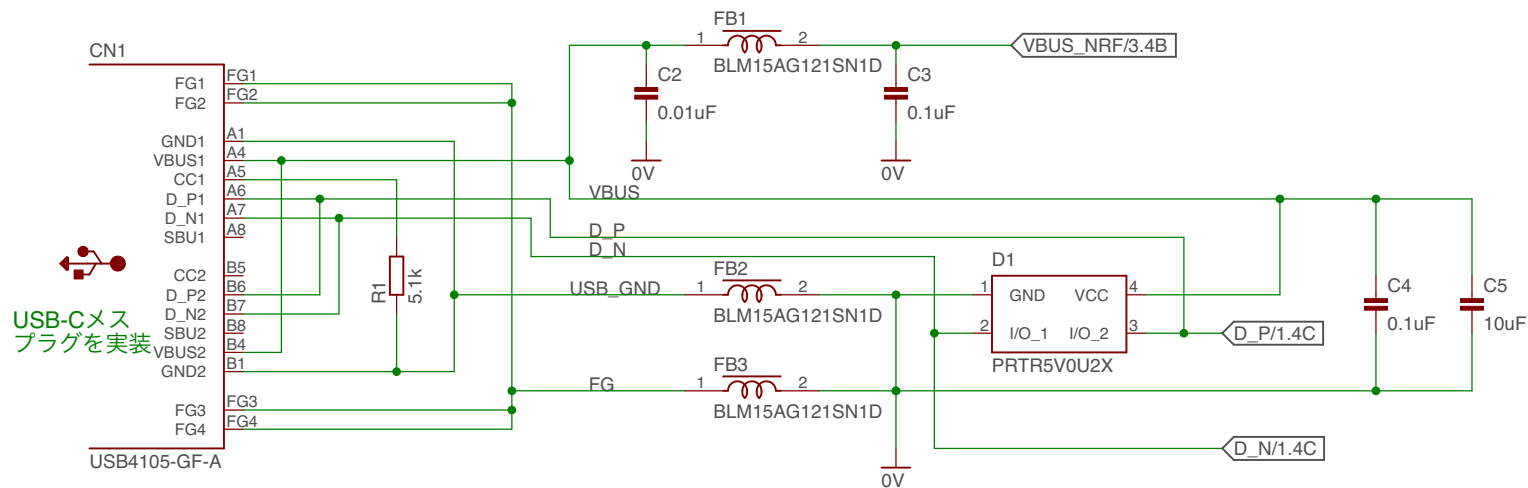 FB1
1
2
BLM15AG121SN1D
VBUS_NRF/3.4B
C2
0.01uF
0V
C3
0.1uF
0V
CN1
FG1
FG1
FG2
FG2
GND1
A1
VBUS1
A4
CC1
A5
D_P1
A6
D_N1
A7
SBU1
A8
CC2
B5
D_P2
B6
D_N2
B7
SBU2
B8
VBUS2
B4
GND2
B1
FG3
FG3
FG4
FG4
USB4105-GF-A
USB-Cメス
プラグを実装
R1
5.1k
VBUS
D_P
D_N
USB_GND
FB2
1
2
BLM15AG121SN1D
FG
FB3
1
2
BLM15AG121SN1D
0V
D1
1
GND
VCC
4
2
I/O_1
I/O_2
3
PRTR5V0U2X
D_P/1.4C
D_N/1.4C
C4
0.1uF
C5
10uF